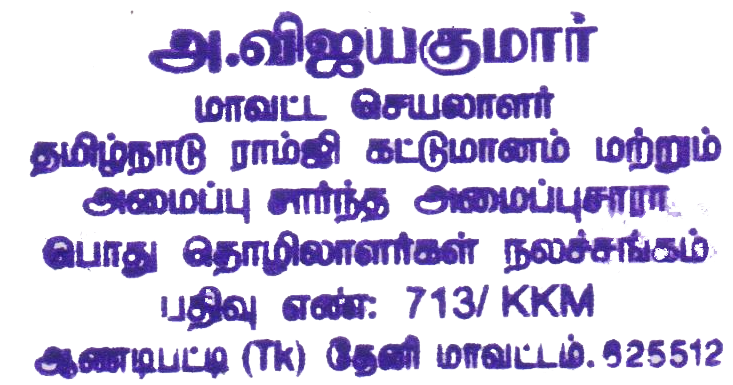 அ.விஜயகுமார்
மாவட்ட செயலாளர்
தமிழ்நாடு ராம்ஜி கட்டுமானம் மற்றும்
அமைப்பு சார்ந்த அமைப்புசாரா
பொது தொழிலாளர்கள் நலச்சங்கம்
பதிவு எண்: 713/ KKM
ஆண்டிபட்டி (Tk) தேனி மாவட்டம். 625512